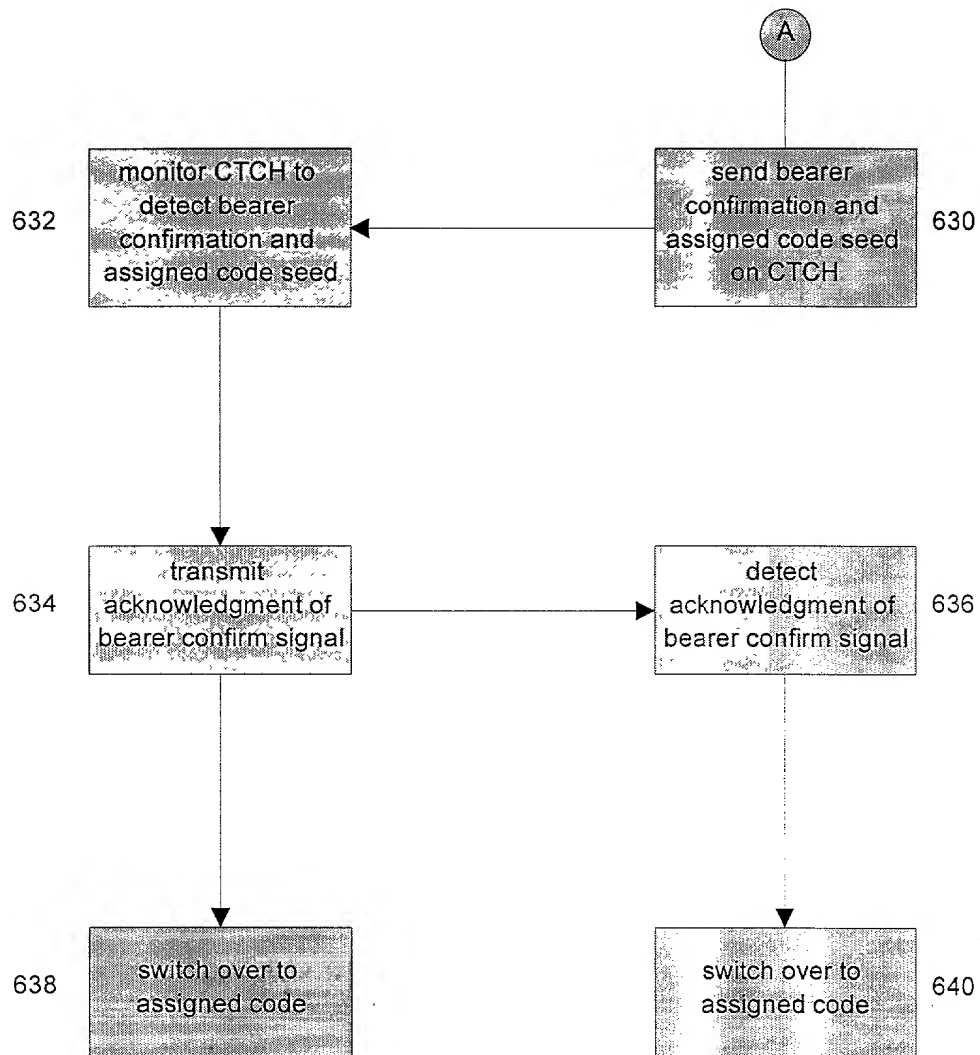 A
monitor CTCH to
detect bearer
confirmation and
assigned code seed
632
send bearer
confirmation and
assigned code seed
on CTCH
630
transmit
acknowledgment of
bearer confirm signal
634
detect
acknowledgment of
bearer confirm signal
636
switch over to
assigned code
638
switch over to
assigned code
640